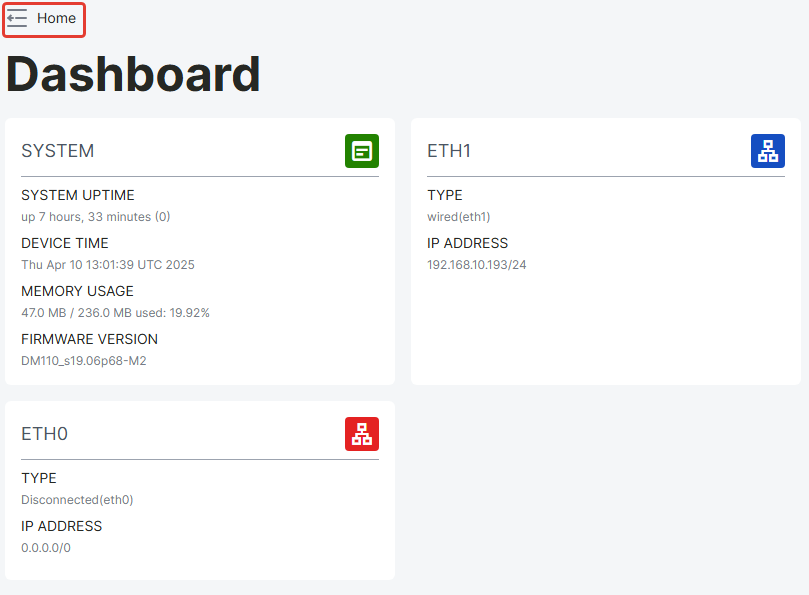 Home
Dashboard
SYSTEM
SYSTEM UPTIME
up 7 hours, 33 minutes (0)
DEVICE TIME
Thu Apr 10 13:01:39 UTC 2025
MEMORY USAGE
47.0 MB / 236.0 MB used: 19.92%
FIRMWARE VERSION
DM110_s19.06p68-M2
ETH1
TYPE
wired(eth1)
IP ADDRESS
192.168.10.193/24
ETH0
TYPE
Disconnected(eth0)
IP ADDRESS
0.0.0.0/0